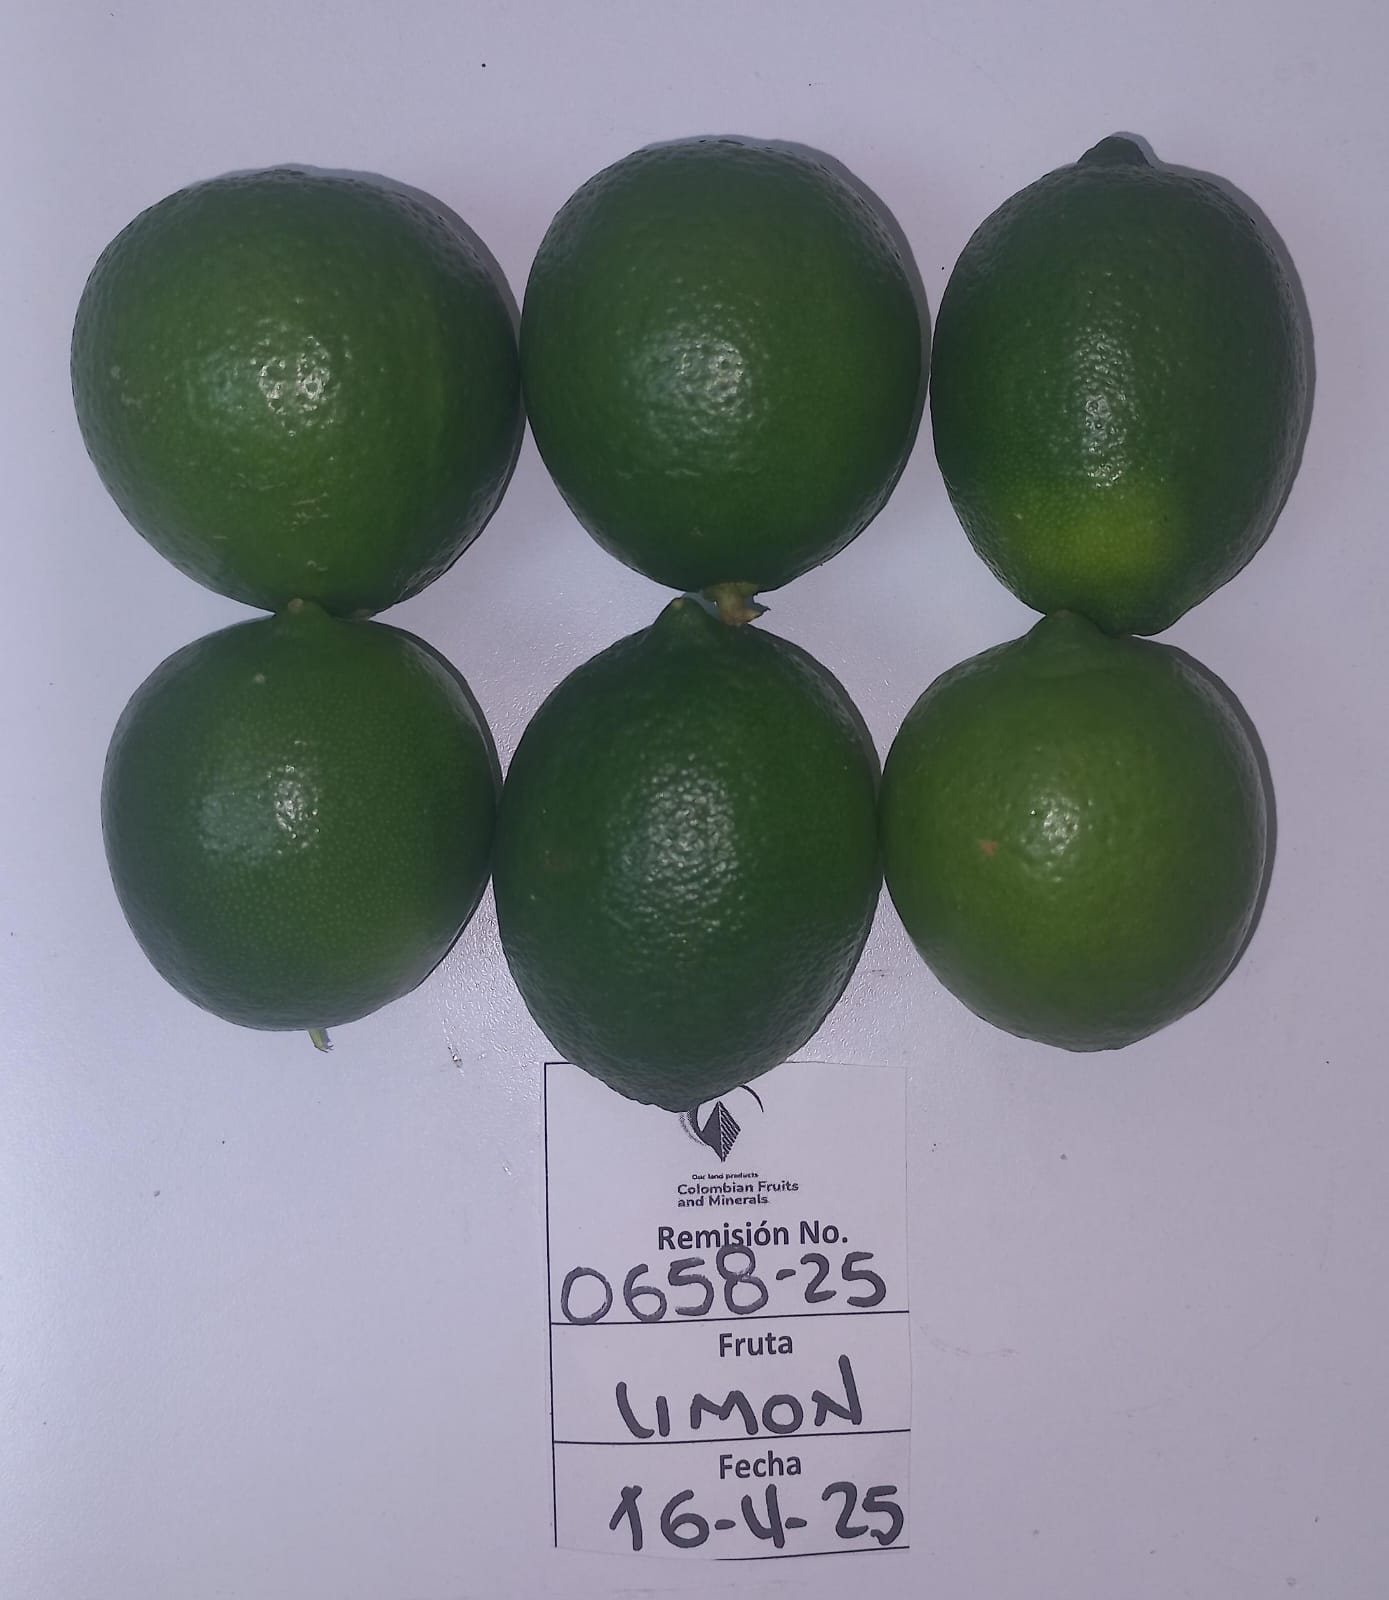 Our land products
Colombian Fruits
and Minerals
Remisión No.
0658-25
Fruta
LIMON
Fecha
16-4-25